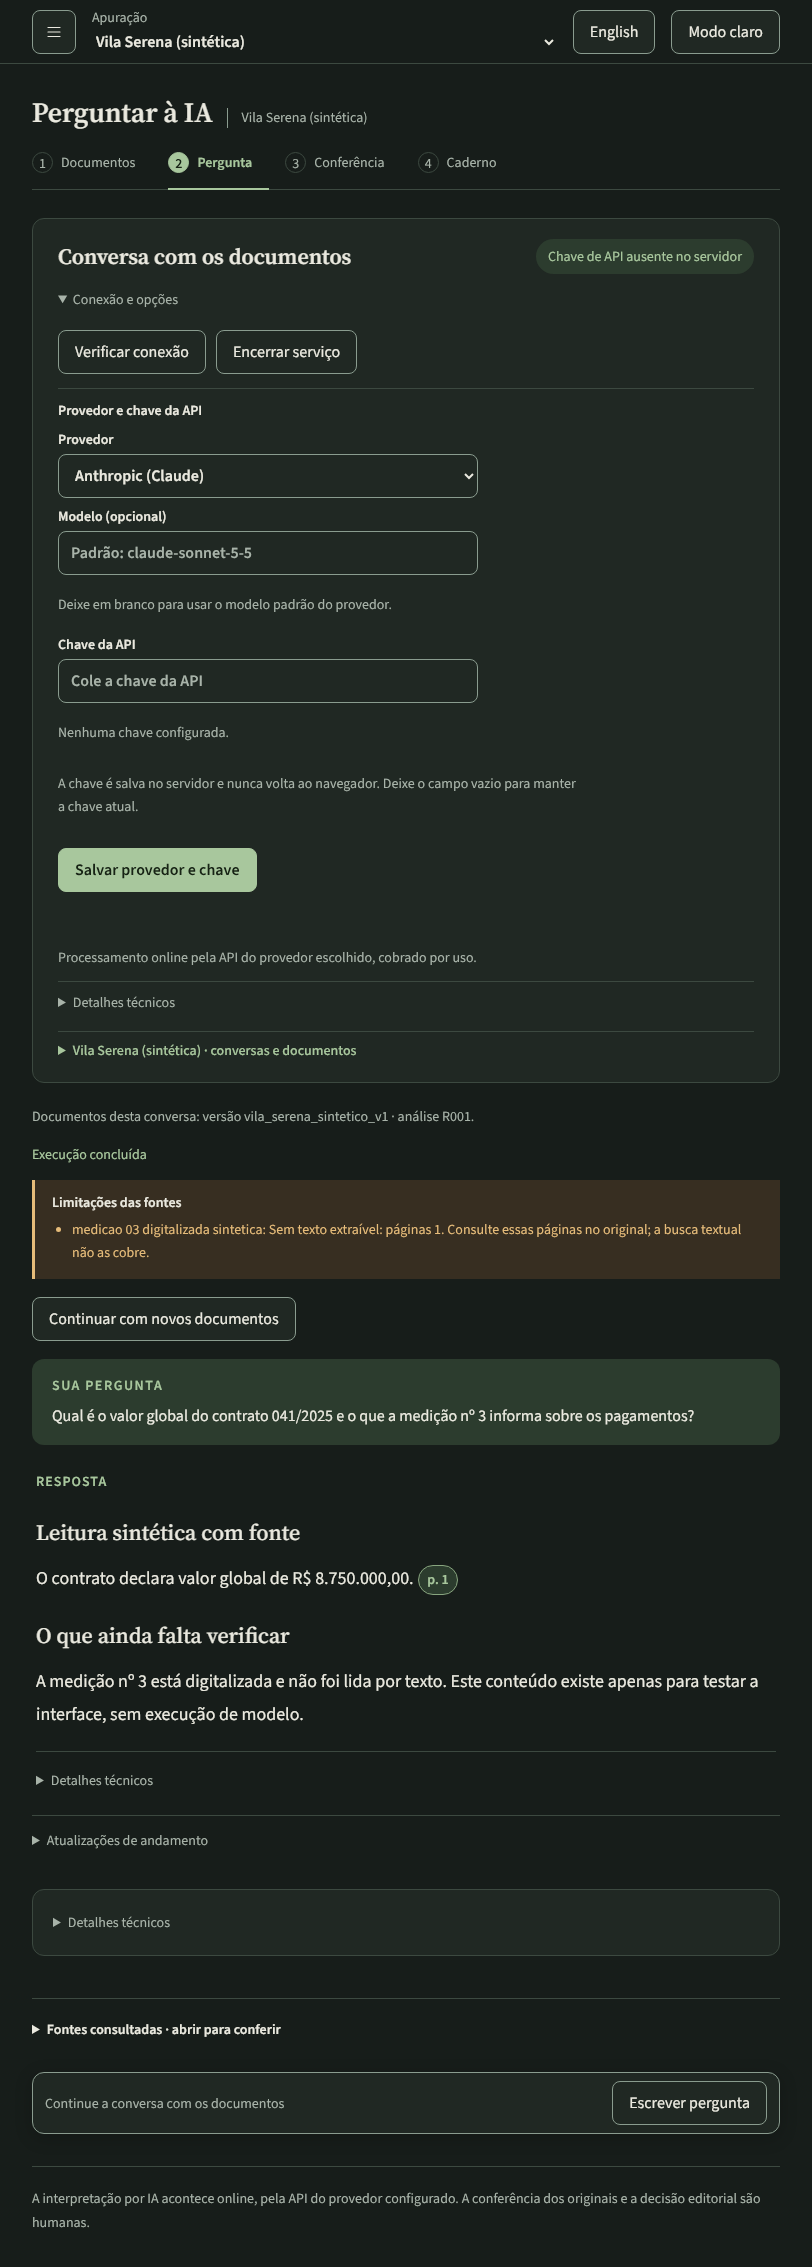 Apuração
Vila Serena (sintética)
English
Modo claro
Perguntar à IA
Vila Serena (sintética)
1 Documentos
2 Pergunta
3 Conferência
4 Caderno
Conversa com os documentos
Chave de API ausente no servidor
Conexão e opções
Verificar conexão
Encerrar serviço
Provedor e chave da API
Provedor
Anthropic (Claude)
Modelo (opcional)
Padrão: claude-sonnet-5-5
Deixe em branco para usar o modelo padrão do provedor.
Chave da API
Cole a chave da API
Nenhuma chave configurada.
A chave é salva no servidor e nunca volta ao navegador. Deixe o campo vazio para manter
a chave atual.
Salvar provedor e chave
Processamento online pela API do provedor escolhido, cobrado por uso.
Detalhes técnicos
Vila Serena (sintética) · conversas e documentos
Documentos desta conversa: versão vila_serena_sintetico_v1 · análise R001.
Execução concluída
Limitações das fontes
• medicao 03 digitalizada sintetica: Sem texto extraível: páginas 1. Consulte essas páginas no original; a busca textual
não as cobre.
Continuar com novos documentos
SUA PERGUNTA
Qual é o valor global do contrato 041/2025 e o que a medição nº 3 informa sobre os pagamentos?
RESPOSTA
Leitura sintética com fonte
O contrato declara valor global de R$ 8.750.000,00. p. 1
O que ainda falta verificar
A medição nº 3 está digitalizada e não foi lida por texto. Este conteúdo existe apenas para testar a
interface, sem execução de modelo.
Detalhes técnicos
Atualizações de andamento
Detalhes técnicos
Fontes consultadas · abrir para conferir
Continue a conversa com os documentos
Escrever pergunta
A interpretação por IA acontece online, pela API do provedor configurado. A conferência dos originais e a decisão editorial são
humanas.